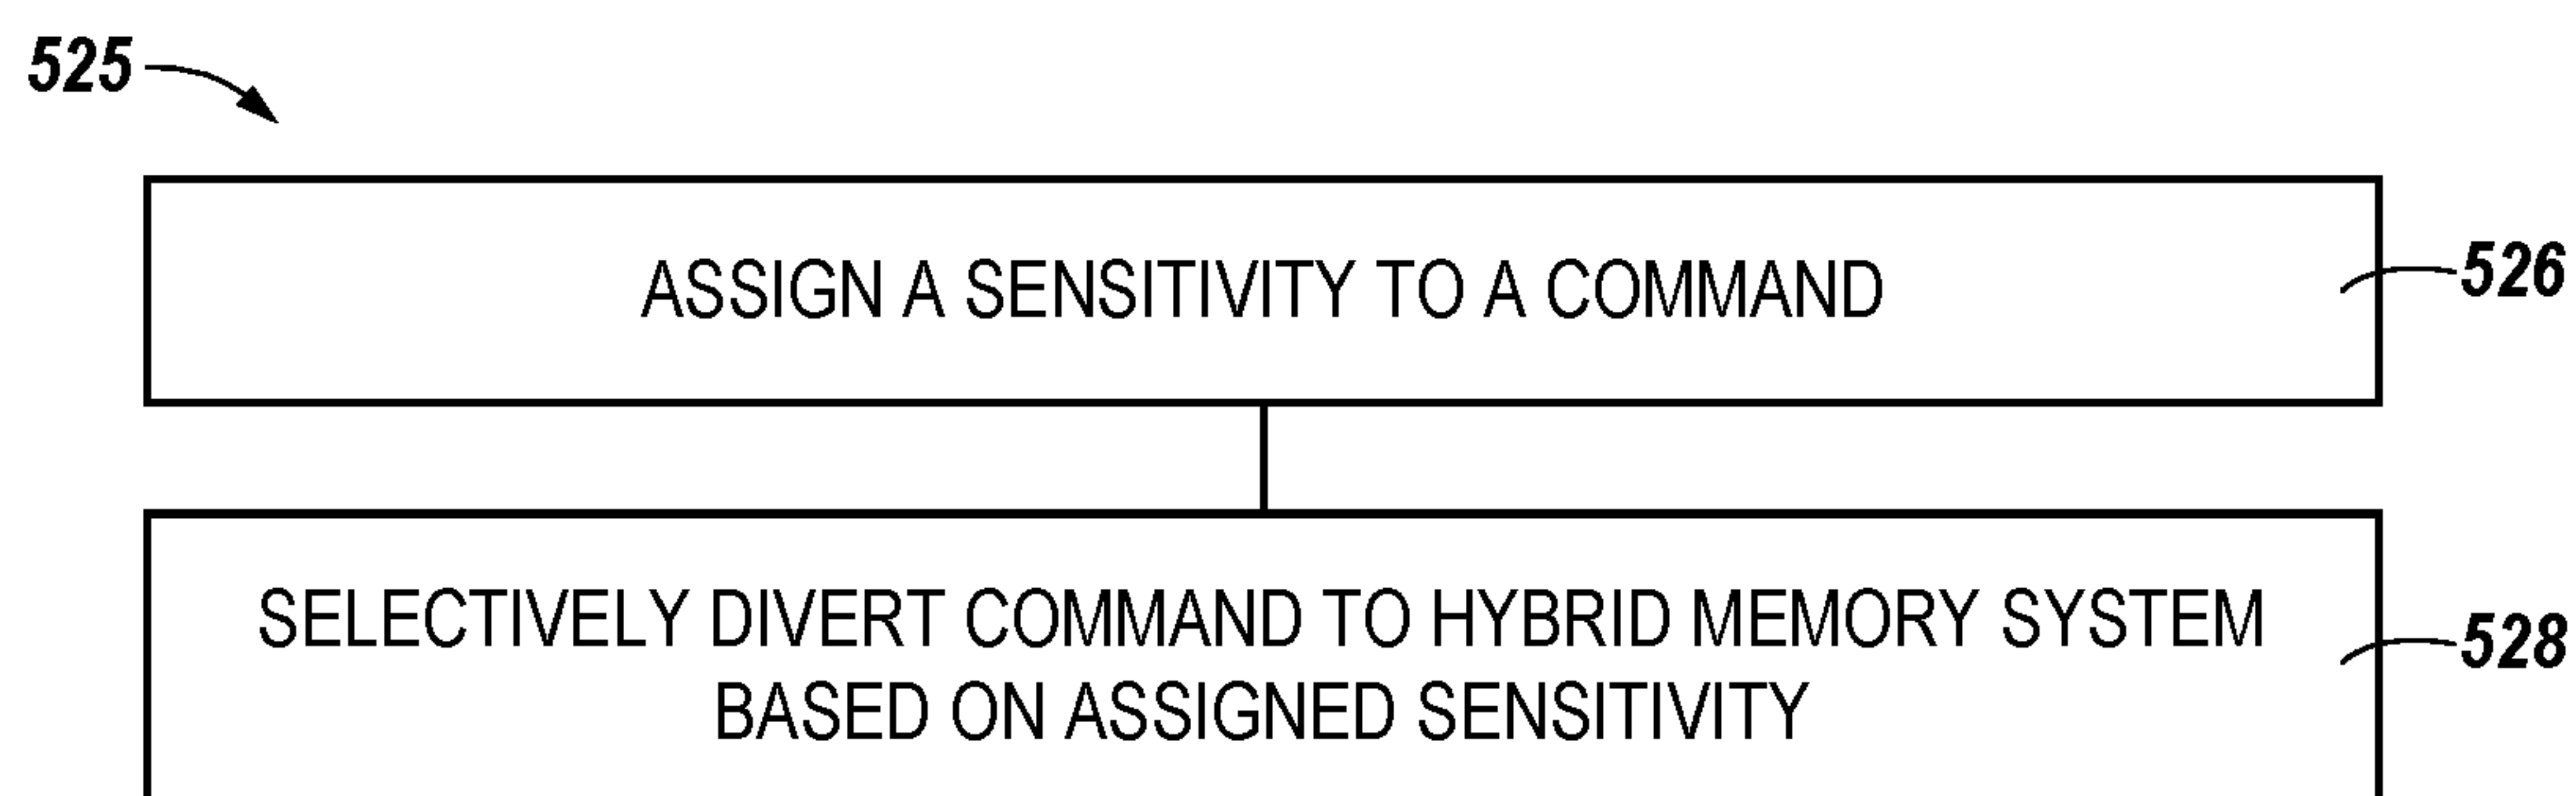 525
ASSIGN A SENSITIVITY TO A COMMAND
526
SELECTIVELY DIVERT COMMAND TO HYBRID MEMORY SYSTEM
BASED ON ASSIGNED SENSITIVITY
528